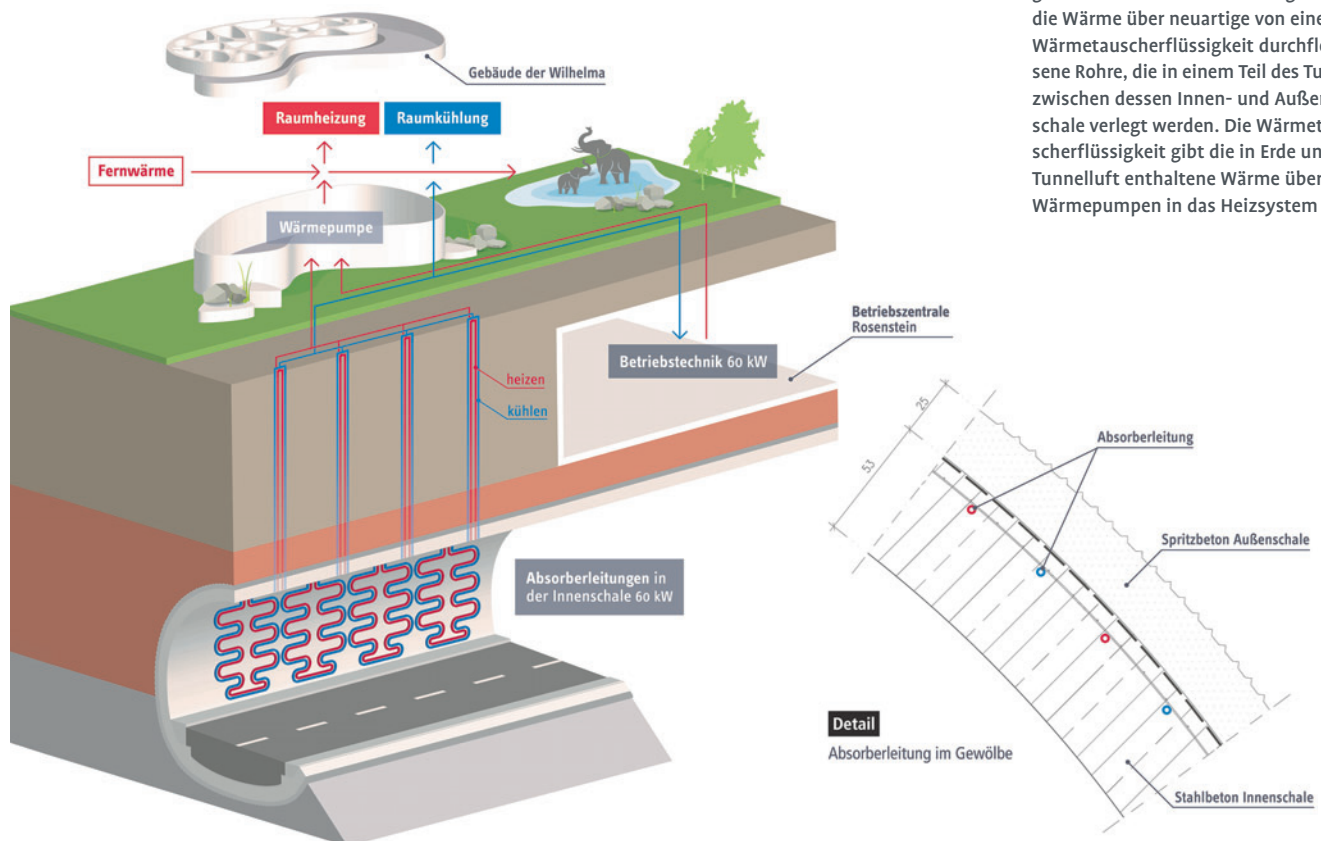 die Wärme über neuartige von eine
Wärmetauscherflüssigkeit durchfl
sene Rohre, die in einem Teil des Tu
zwischen dessen Innen- und Außen
schale verlegt werden. Die Wärmet
scherflüssigkeit gibt die in Erde un
Tunnelluft enthaltene Wärme über
Wärmepumpen in das Heizsystem
Gebäude der Wilhelma
Raumheizung
Raumkühlung
Fernwärme
Wärmepumpe
Betriebszentrale
Rosenstein
Betriebstechnik 60 kW
heizen
kühlen
Absorberleitungen in
der Innenschale 60 kW
25
53
Absorberleitung
Spritzbeton Außenschale
Detail
Absorberleitung im Gewölbe
Stahlbeton Innenschale